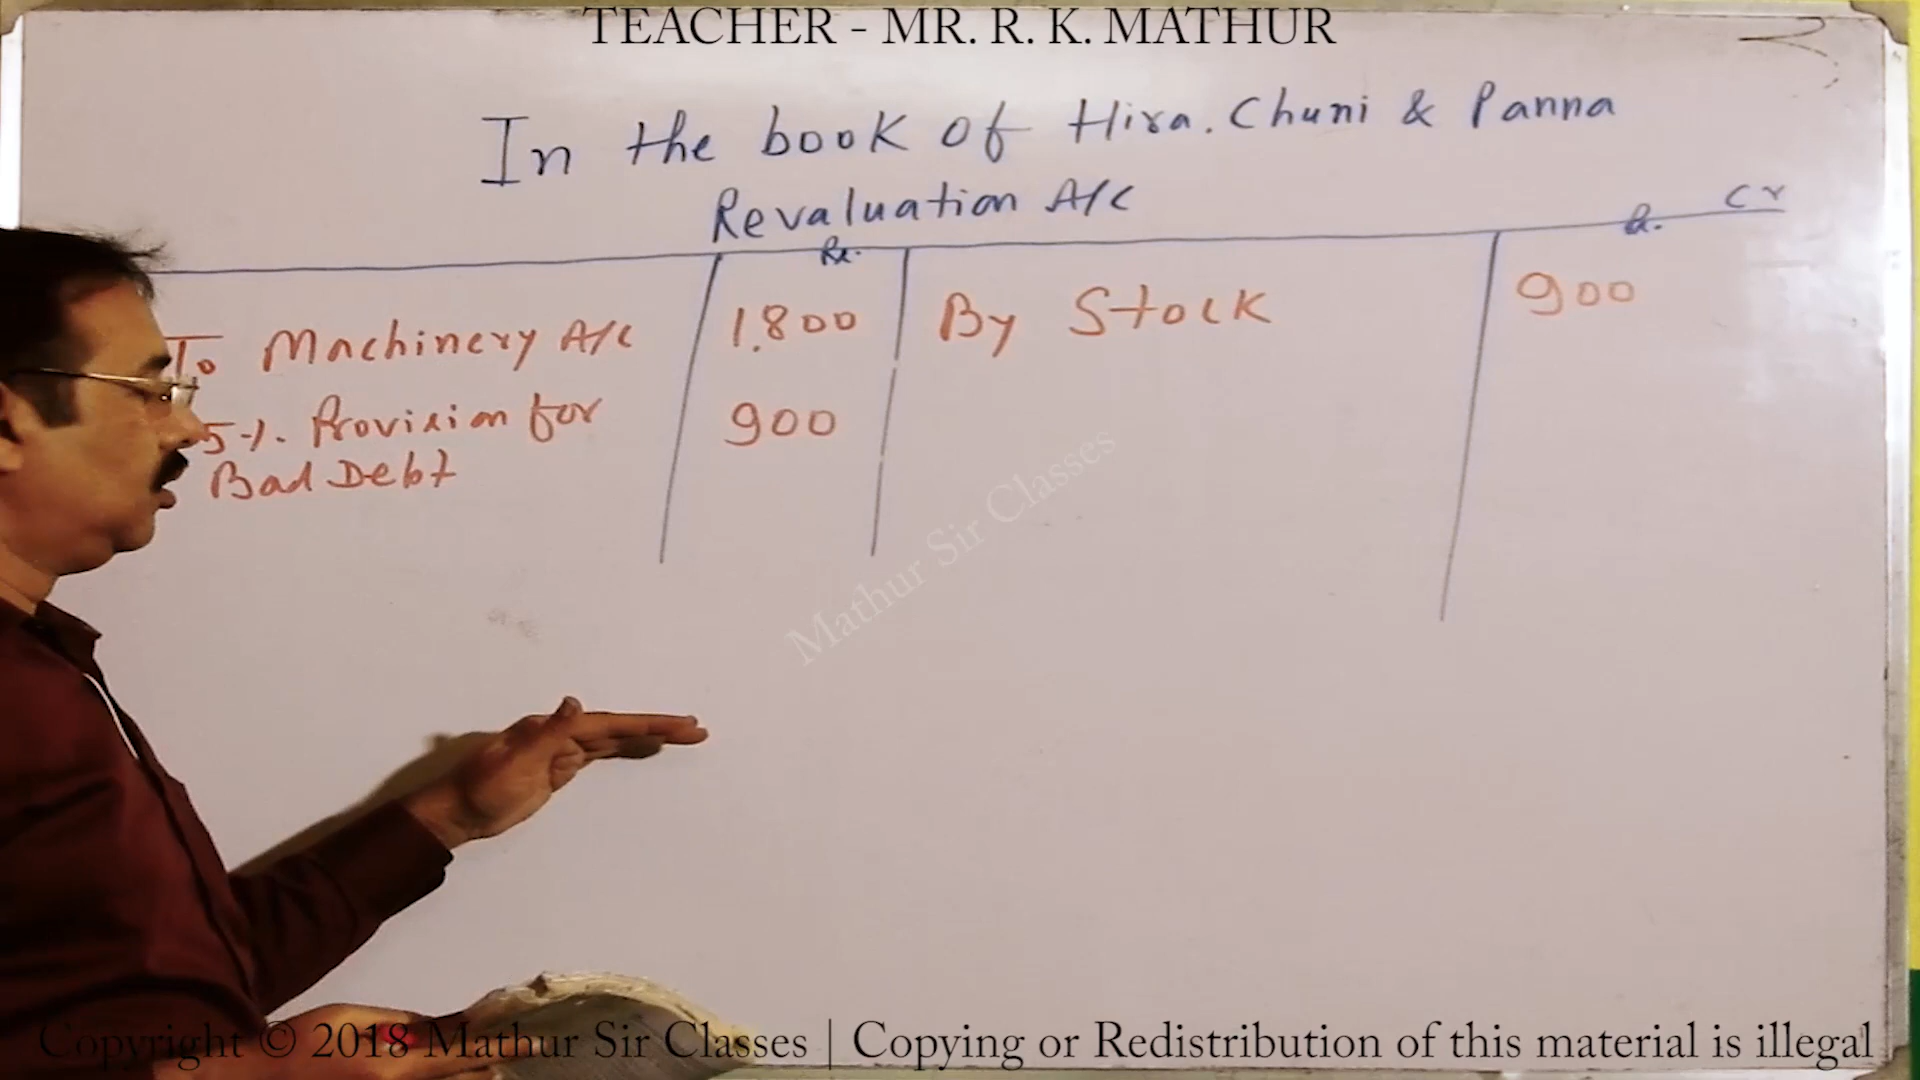 TEACHER - MR. R. K. MATHUR
In the book of Hira. Chuni & Panna
Revaluation A/C
Cr
Rs.
To Machinery A/C 1,800 By Stock 900
5%. Provision for 900
Bad Debt
Mathur Sir Classes
Copyright © 2018 Mathur Sir Classes | Copying or Redistribution of this material is illegal